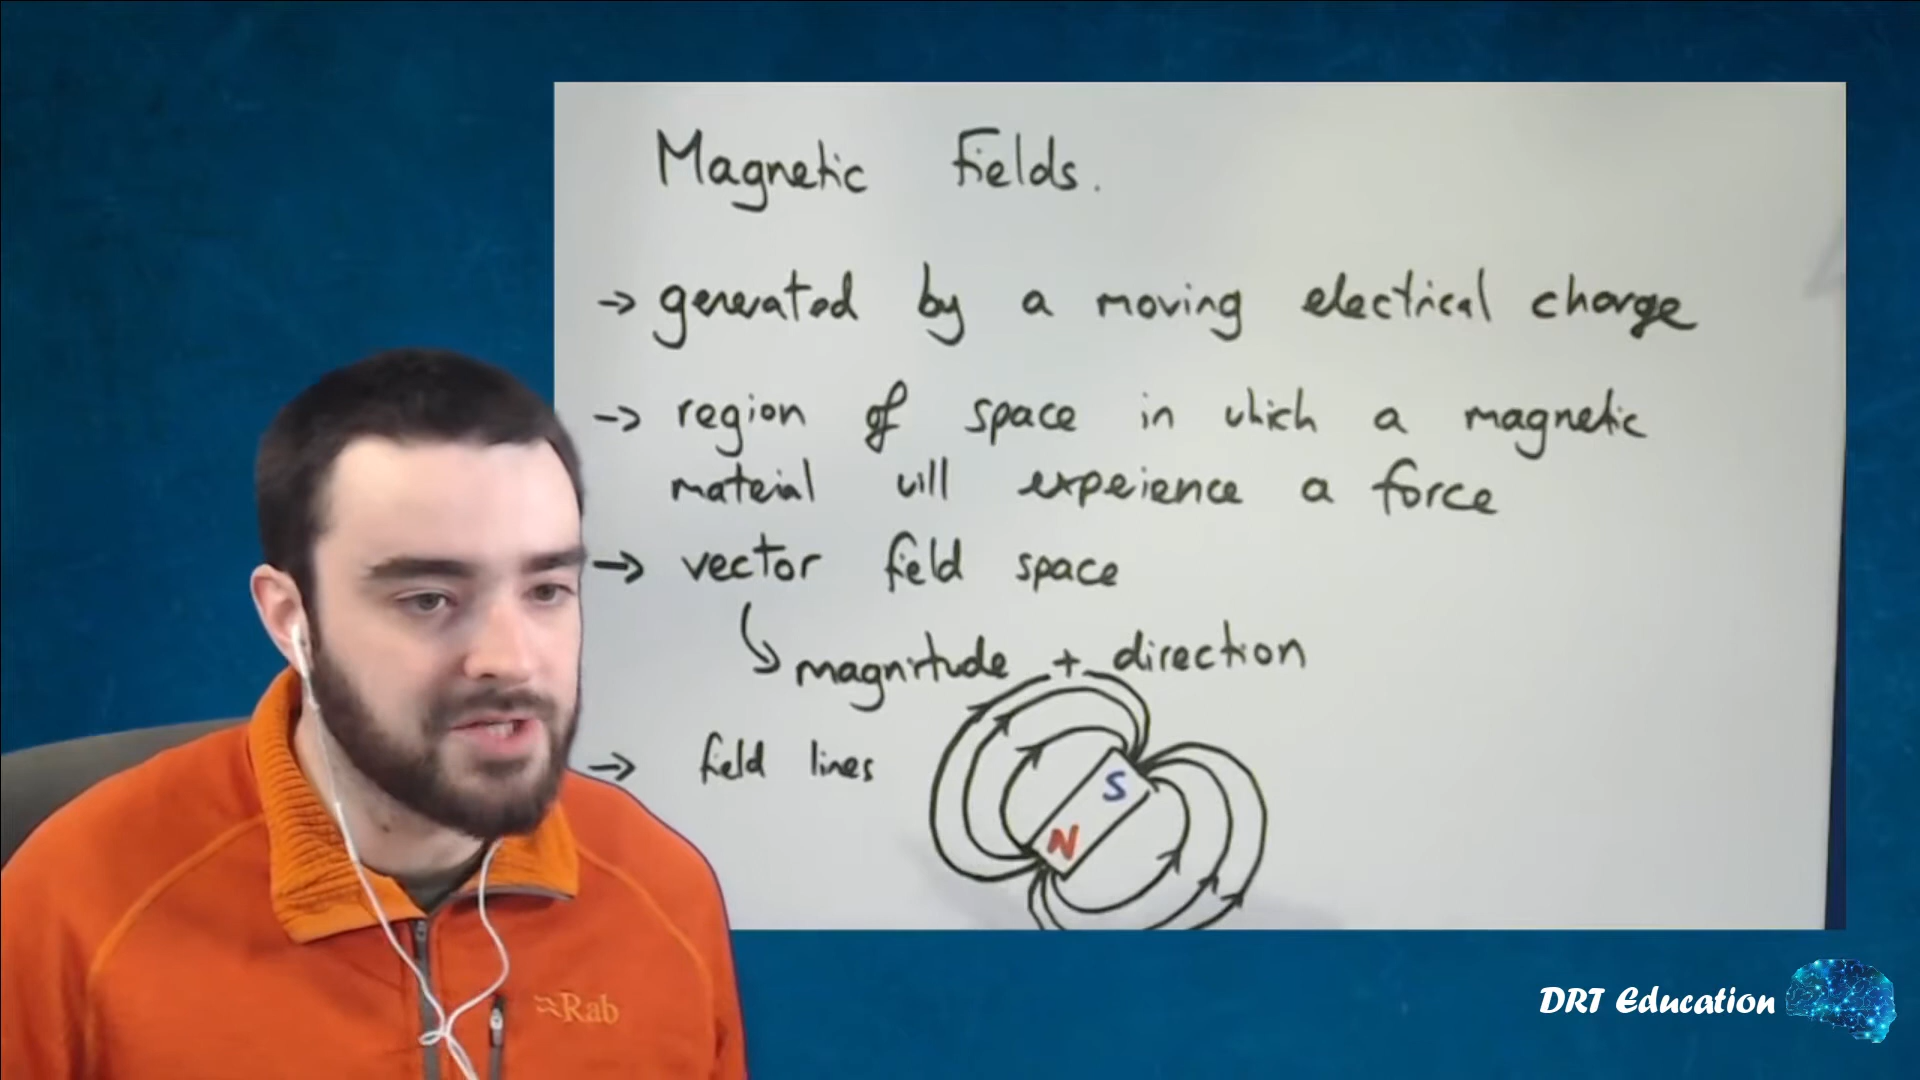 Magnetic Fields.
→ generated by a moving electrical charge
→ region of space in which a magnetic
material will experience a force
→ vector field space
magnitude + direction
→ field lines
S
N
Rab
DRT Education